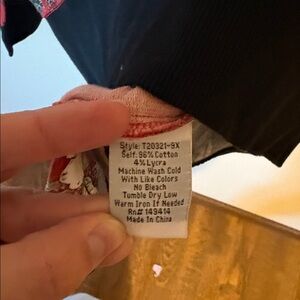 Style: T20321-9X
Self: 96% Cotton
4% Lycra
Machine Wash Cold
With Like Colors
No Bleach
Tumble Dry Low
Warm Iron If Needed
Rn# 149414
Made In China